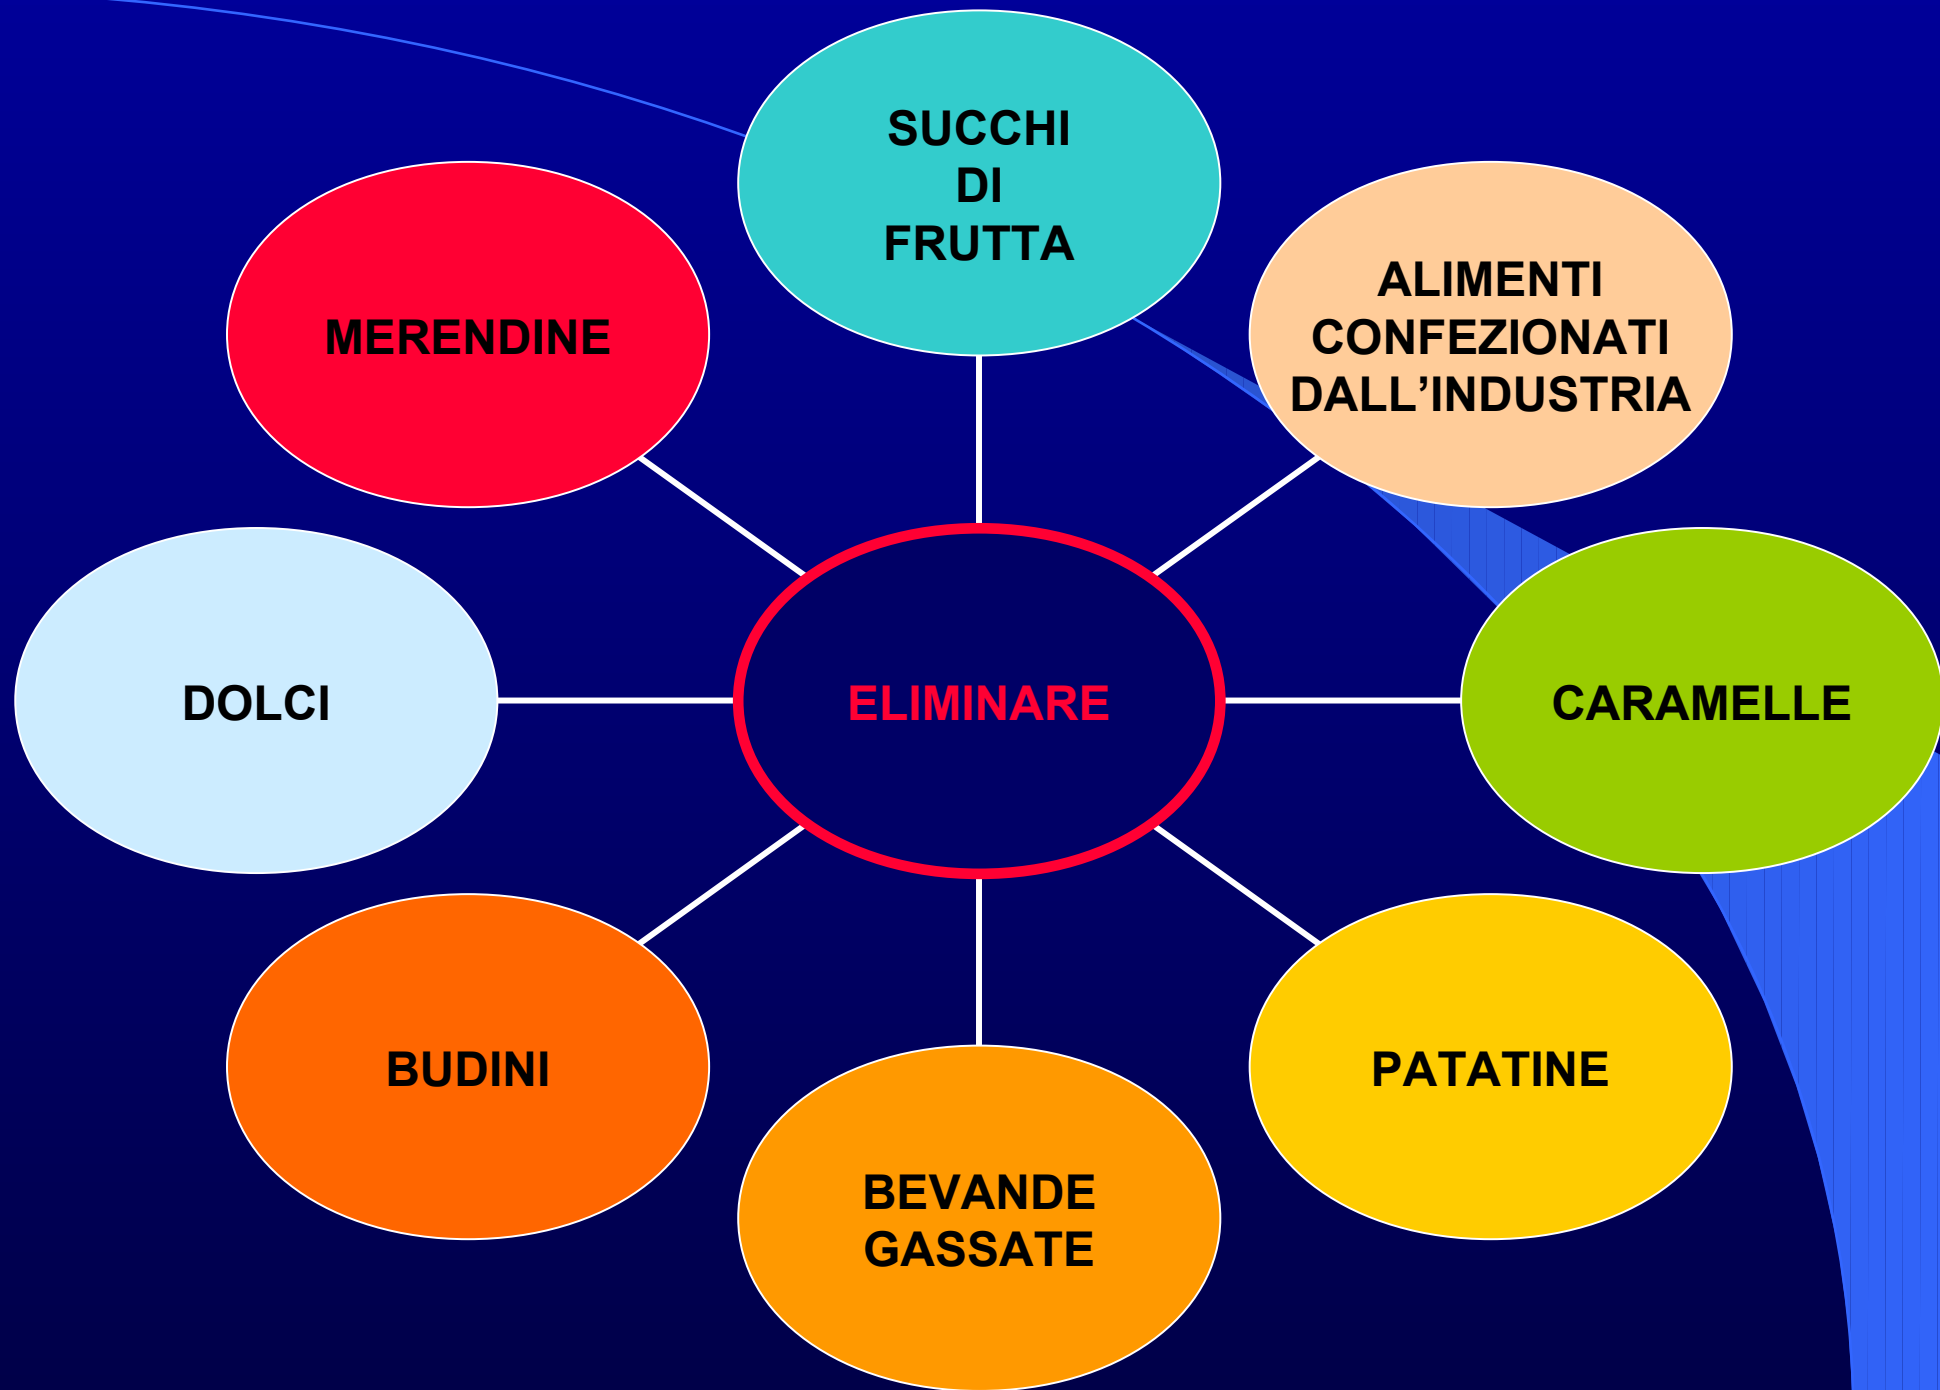 SUCCHI
DI
FRUTTA
ALIMENTI
CONFEZIONATI
DALL’INDUSTRIA
MERENDINE
DOLCI
ELIMINARE
CARAMELLE
BUDINI
PATATINE
BEVANDE
GASSATE